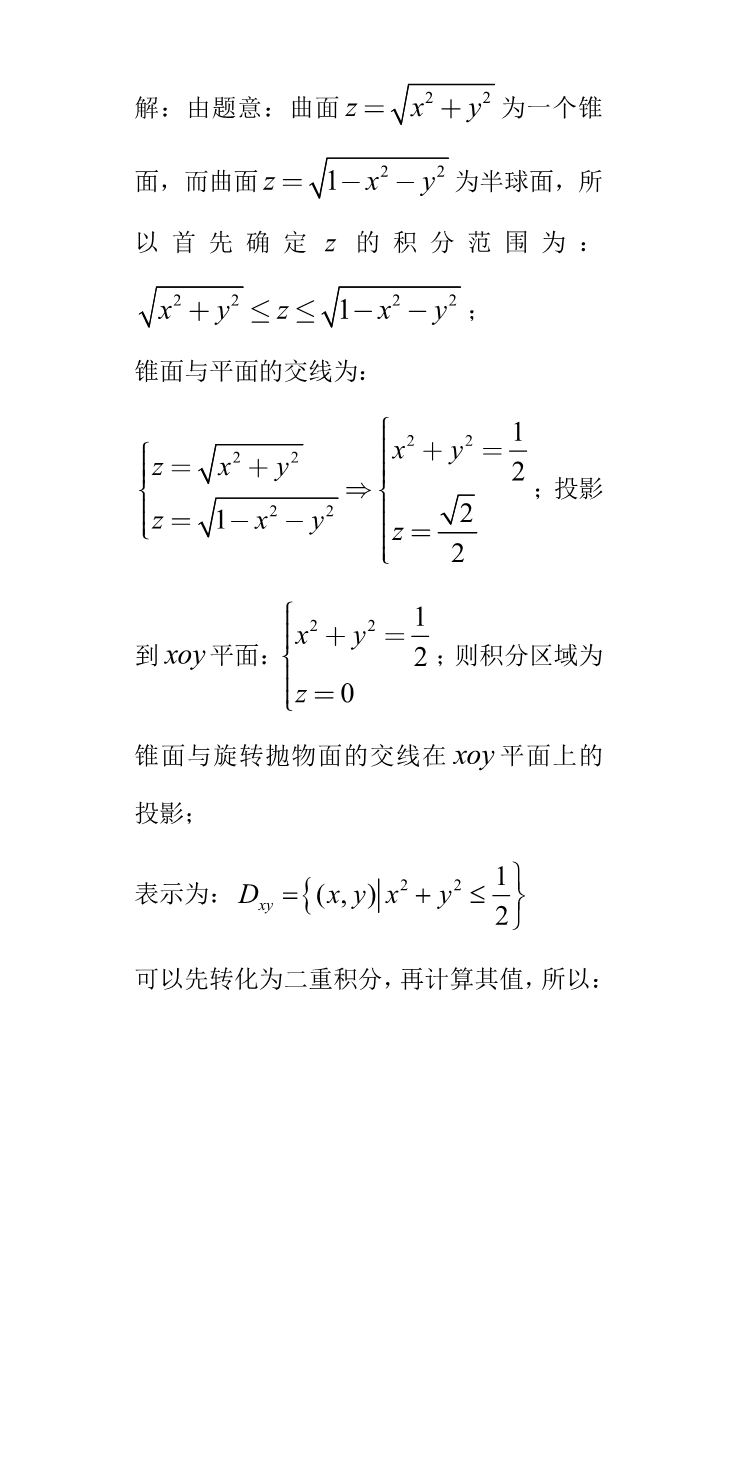 解：由题意：曲面 $z=\sqrt{x^2+y^2}$ 为一个锥
面，而曲面 $z=\sqrt{1-x^2-y^2}$ 为半球面，所
以首先确定 $z$ 的积分范围为：
$\sqrt{x^2+y^2}\leq z\leq\sqrt{1-x^2-y^2}$；
锥面与平面的交线为：
$\begin{cases}z=\sqrt{x^2+y^2}\\z=\sqrt{1-x^2-y^2}\end{cases}\Rightarrow\begin{cases}x^2+y^2=\frac{1}{2}\\z=\frac{\sqrt{2}}{2}\end{cases}$；投影
到 $xoy$ 平面：$\begin{cases}x^2+y^2=\frac{1}{2}\\z=0\end{cases}$；则积分区域为
锥面与旋转抛物面的交线在 $xoy$ 平面上的
投影；
表示为：$D_{xy}=\left\{(x,y)\middle|x^2+y^2\leq\frac{1}{2}\right\}$
可以先转化为二重积分，再计算其值，所以：